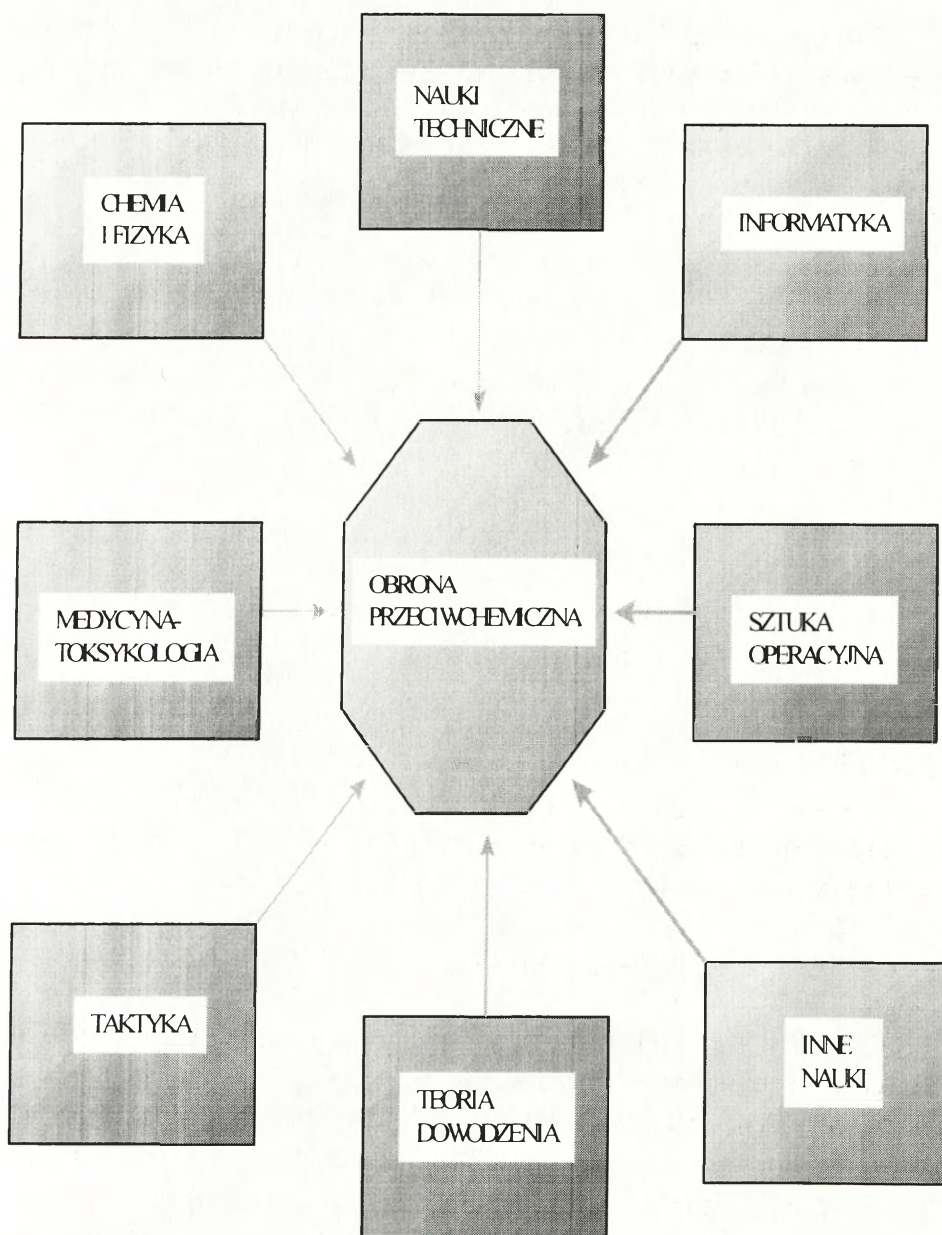 NAUKI
TECHNICZNE
CHEMIA
I FIZYKA
INFORMATYKA
OBRONA
PRZECIWCHEMICZNA
MEDYCYNA-
TOKSYKOLOGIA
SZTUKA
OPERACYJNA
TAKTYKA
INNE
NAUKI
TEORIA
DOWODZENIA